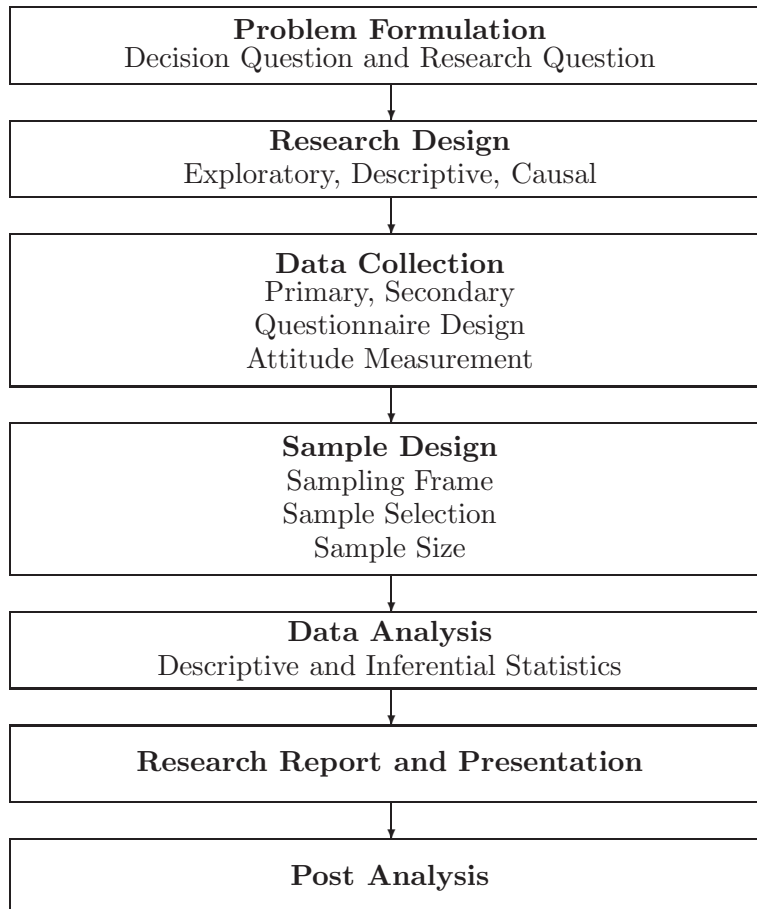 Problem Formulation
Decision Question and Research Question
Research Design
Exploratory, Descriptive, Causal
Data Collection
Primary, Secondary
Questionnaire Design
Attitude Measurement
Sample Design
Sampling Frame
Sample Selection
Sample Size
Data Analysis
Descriptive and Inferential Statistics
Research Report and Presentation
Post Analysis